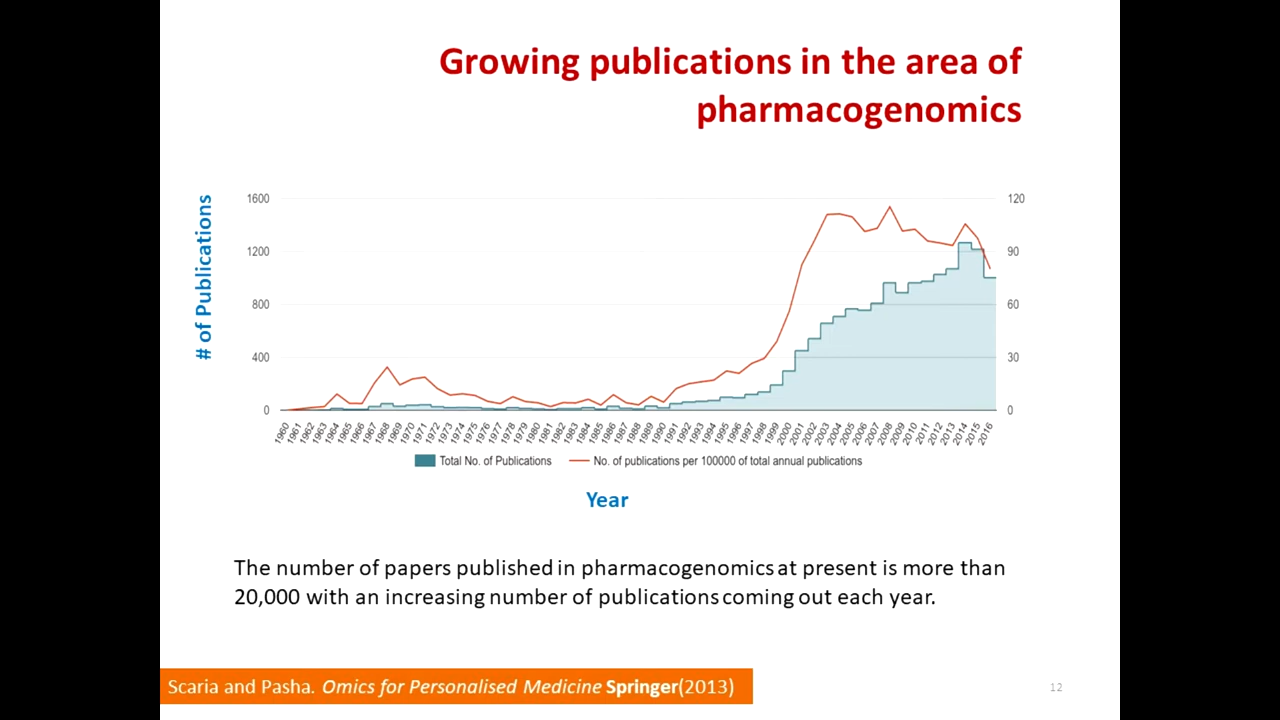 Growing publications in the area of
pharmacogenomics
# of Publications
1600
1200
800
400
0
120
90
60
30
0
1960 1961 1962 1963 1964 1965 1966 1967 1968 1969 1970 1971 1972 1973 1974 1975 1976 1977 1978 1979 1980 1981 1982 1983 1984 1985 1986 1987 1988 1989 1990 1991 1992 1993 1994 1995 1996 1997 1998 1999 2000 2001 2002 2003 2004 2005 2006 2007 2008 2009 2010 2011 2012 2013 2014 2015 2016
Total No. of Publications No. of publications per 100000 of total annual publications
Year
The number of papers published in pharmacogenomics at present is more than
20,000 with an increasing number of publications coming out each year.
Scaria and Pasha. Omics for Personalised Medicine Springer(2013)
12